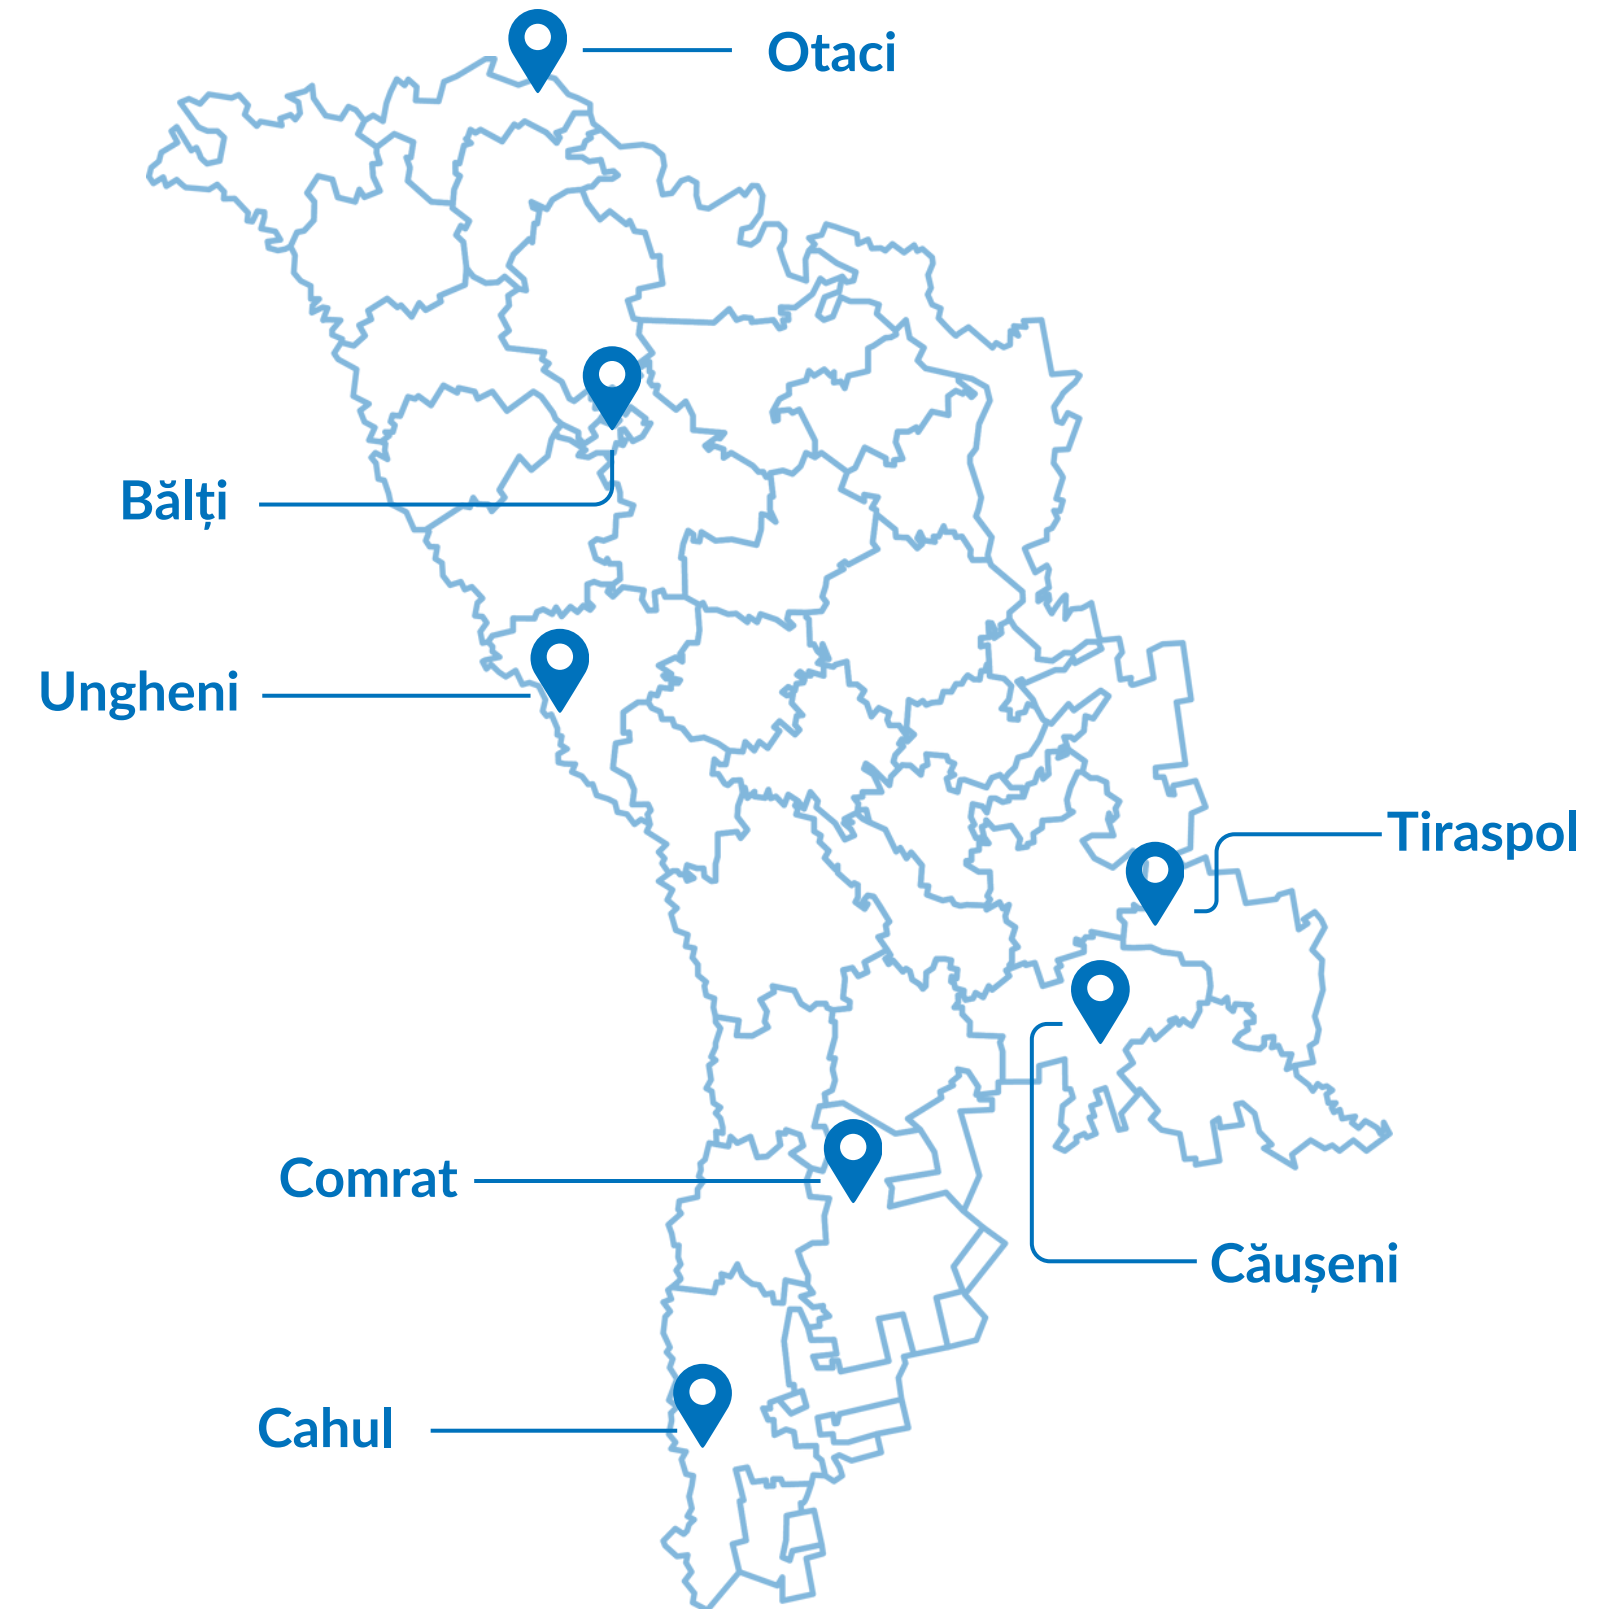 Otaci
Bălți
Ungheni
Tiraspol
Comrat
Căușeni
Cahul